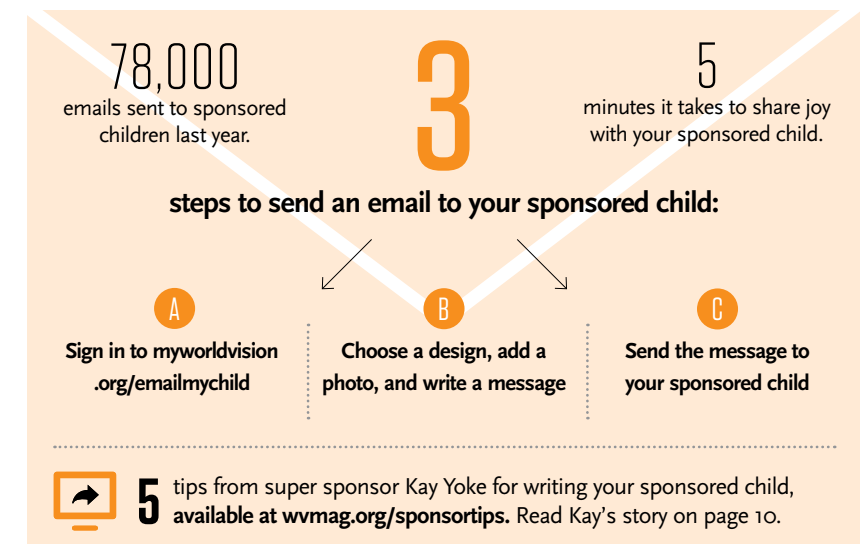 78,000
emails sent to sponsored
children last year.
3
5
minutes it takes to share joy
with your sponsored child.
steps to send an email to your sponsored child:
A
Sign in to myworldvision
.org/emailmychild
B
Choose a design, add a
photo, and write a message
C
Send the message to
your sponsored child
5 tips from super sponsor Kay Yoke for writing your sponsored child,
available at wvmag.org/sponsortips. Read Kay's story on page 10.